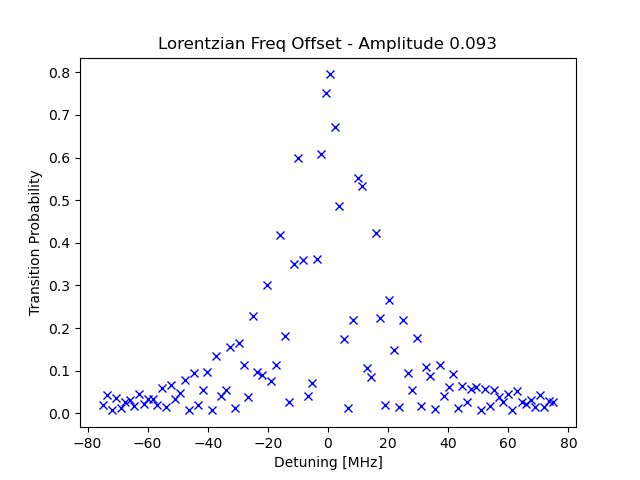 Lorentzian Freq Offset - Amplitude 0.093
0.8
0.7
0.6
0.5
0.4
0.3
0.2
0.1
0.0
Transition Probability
−80 −60 −40 −20 0 20 40 60 80
Detuning [MHz]